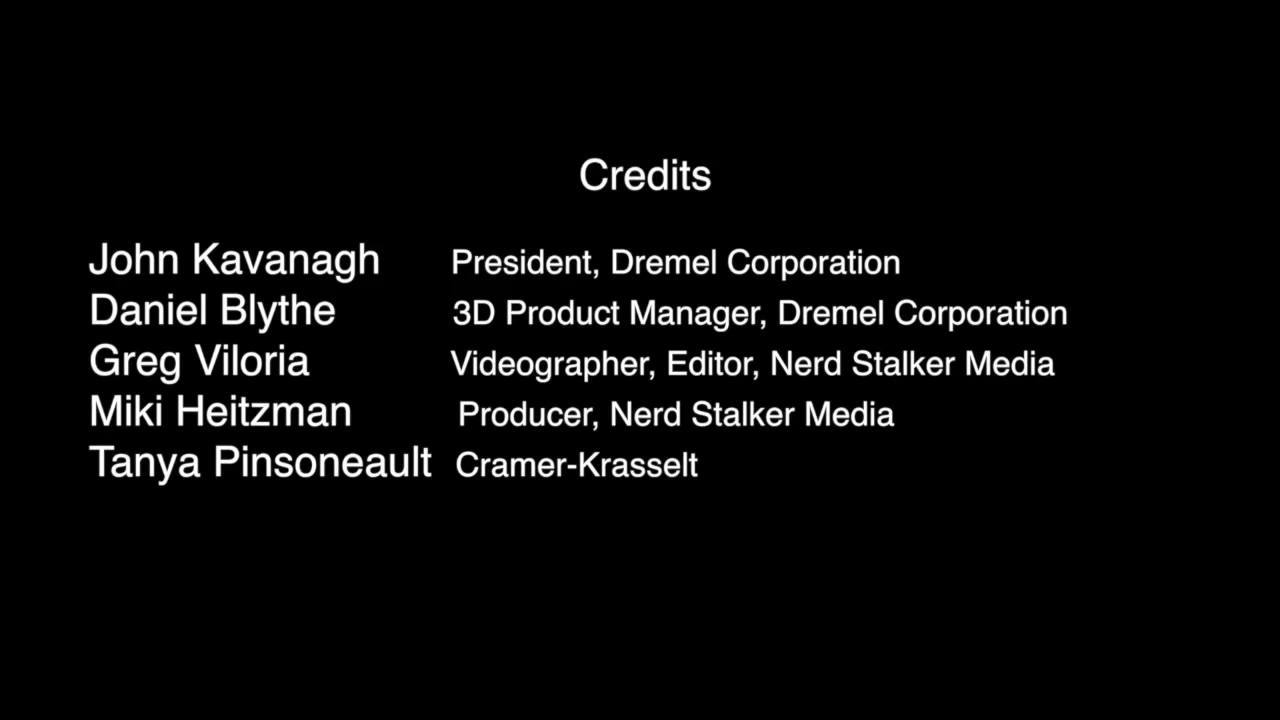 Credits
John Kavanagh President, Dremel Corporation
Daniel Blythe 3D Product Manager, Dremel Corporation
Greg Viloria Videographer, Editor, Nerd Stalker Media
Miki Heitzman Producer, Nerd Stalker Media
Tanya Pinsoneault Cramer-Krasselt